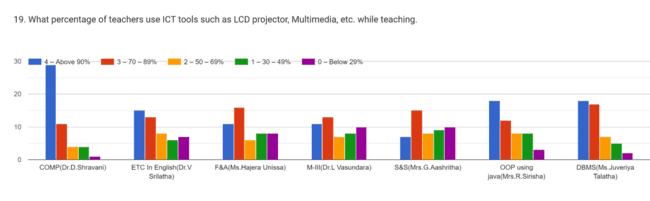 19. What percentage of teachers use ICT tools such as LCD projector, Multimedia, etc. while teaching.
30
4 – Above 90% 3 – 70 – 89% 2 – 50 – 69% 1 – 30 – 49% 0 – Below 29%
20
10
0
COMP(Dr.D.Shravani) ETC In English(Dr.V F&A(Ms.Hajera Unissa) M-III(Dr.L Vasundara) S&S(Mrs.G.Aashritha) OOP using DBMS(Ms.Juveriya
Srilatha) java(Mrs.R.Sirisha) Talatha)